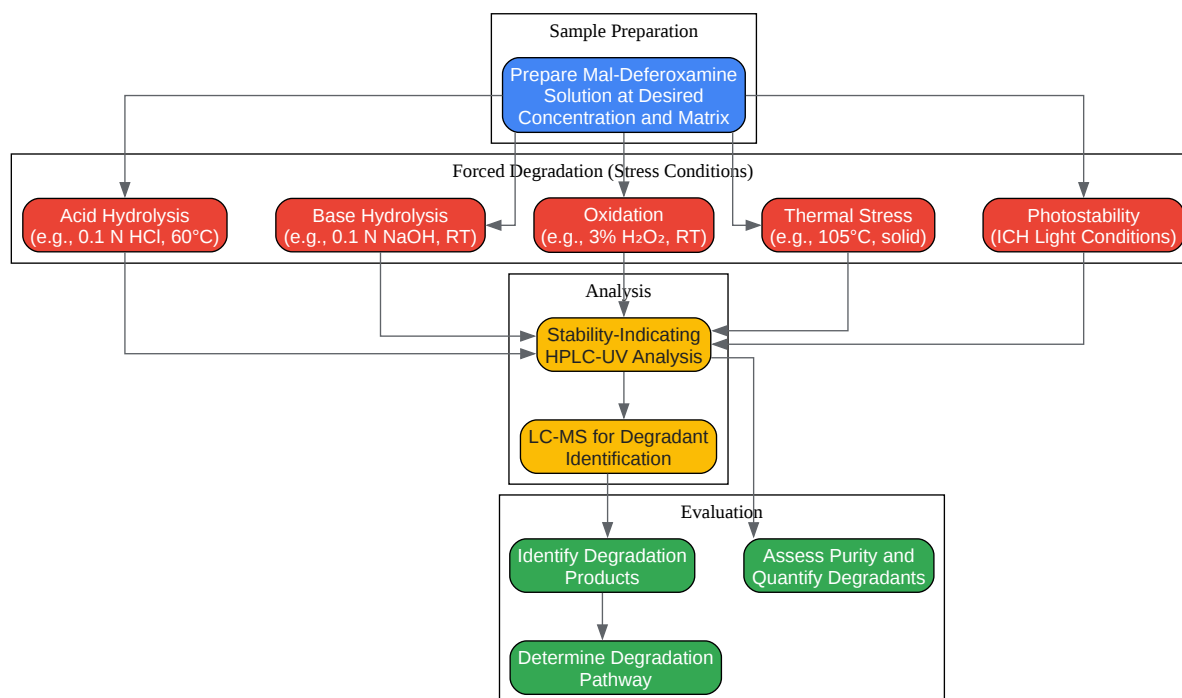 Sample Preparation
Prepare Mal-Deferoxamine
Solution at Desired
Concentration and Matrix
Forced Degradation (Stress Conditions)
Acid Hydrolysis
(e.g., 0.1 N HCl, 60°C)
Base Hydrolysis
(e.g., 0.1 N NaOH, RT)
Oxidation
(e.g., 3% H₂O₂, RT)
Thermal Stress
(e.g., 105°C, solid)
Photostability
(ICH Light Conditions)
Analysis
Stability-Indicating
HPLC-UV Analysis
LC-MS for Degradant
Identification
Evaluation
Identify Degradation
Products
Assess Purity and
Quantify Degradants
Determine Degradation
Pathway